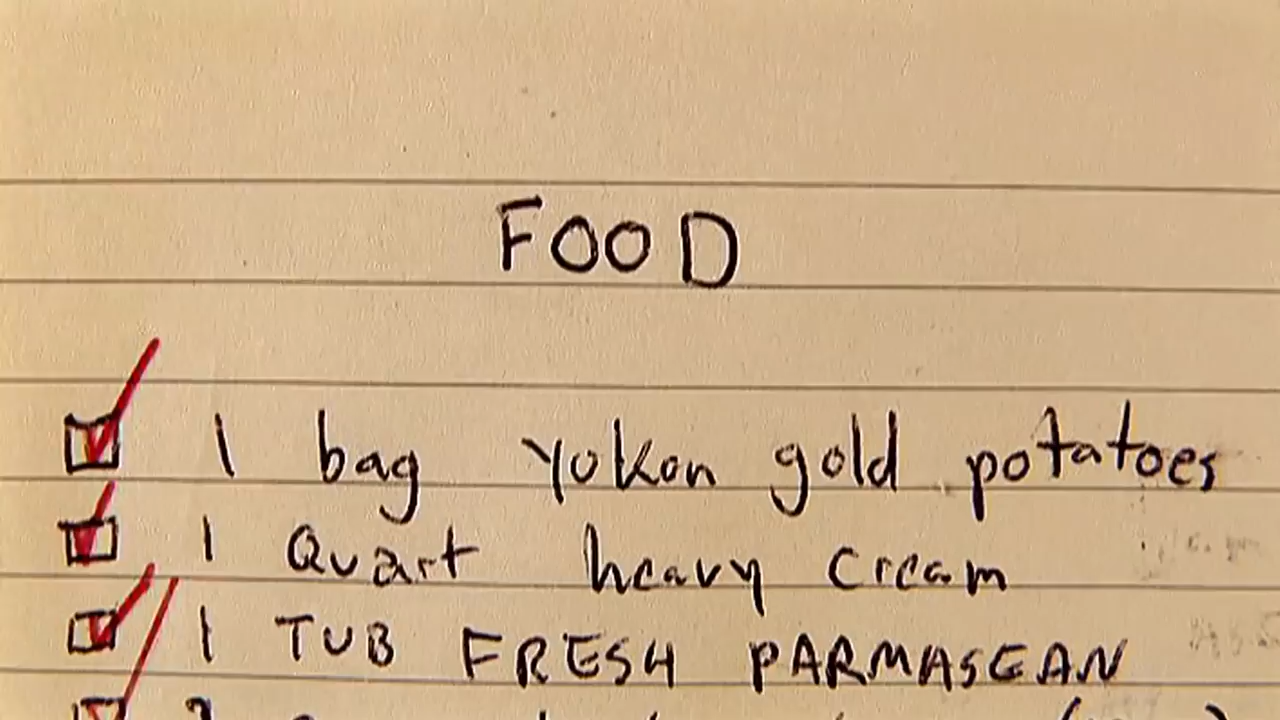 FOOD
1 bag Yukon gold potatoes
1 Quart heavy cream
1 TUB FRESH PARMASEAN